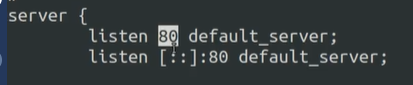 server {
listen 80 default_server;
listen [::]:80 default_server;